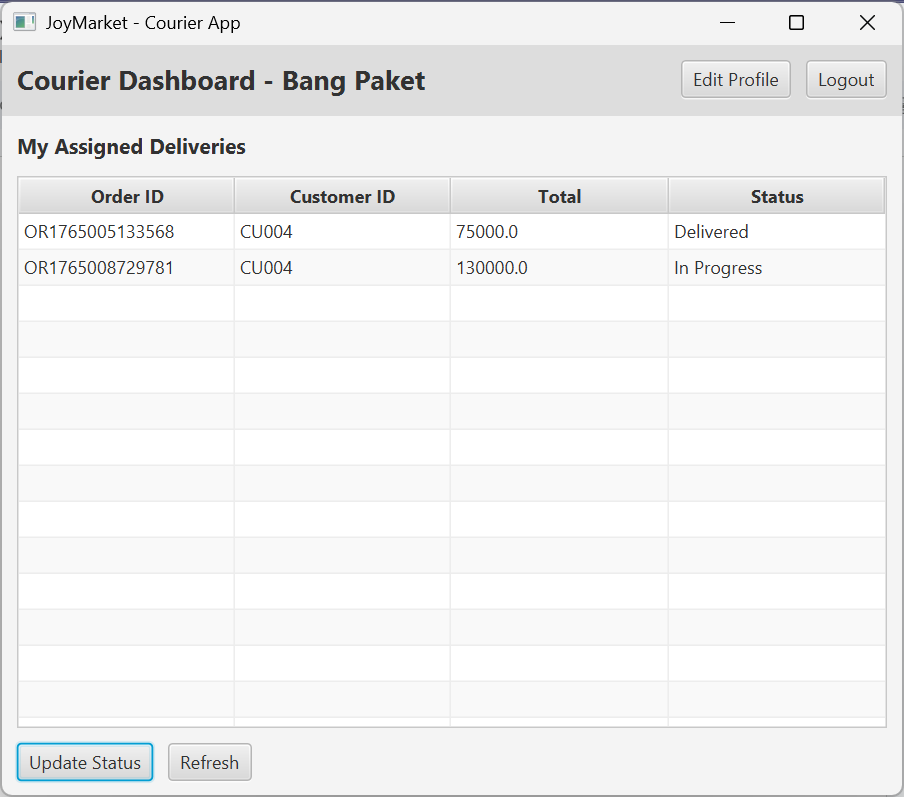 JoyMarket - Courier App
Courier Dashboard - Bang Paket
Edit Profile
Logout
My Assigned Deliveries
Order ID Customer ID Total Status
OR1765005133568 CU004 75000.0 Delivered
OR1765008729781 CU004 130000.0 In Progress
Update Status
Refresh